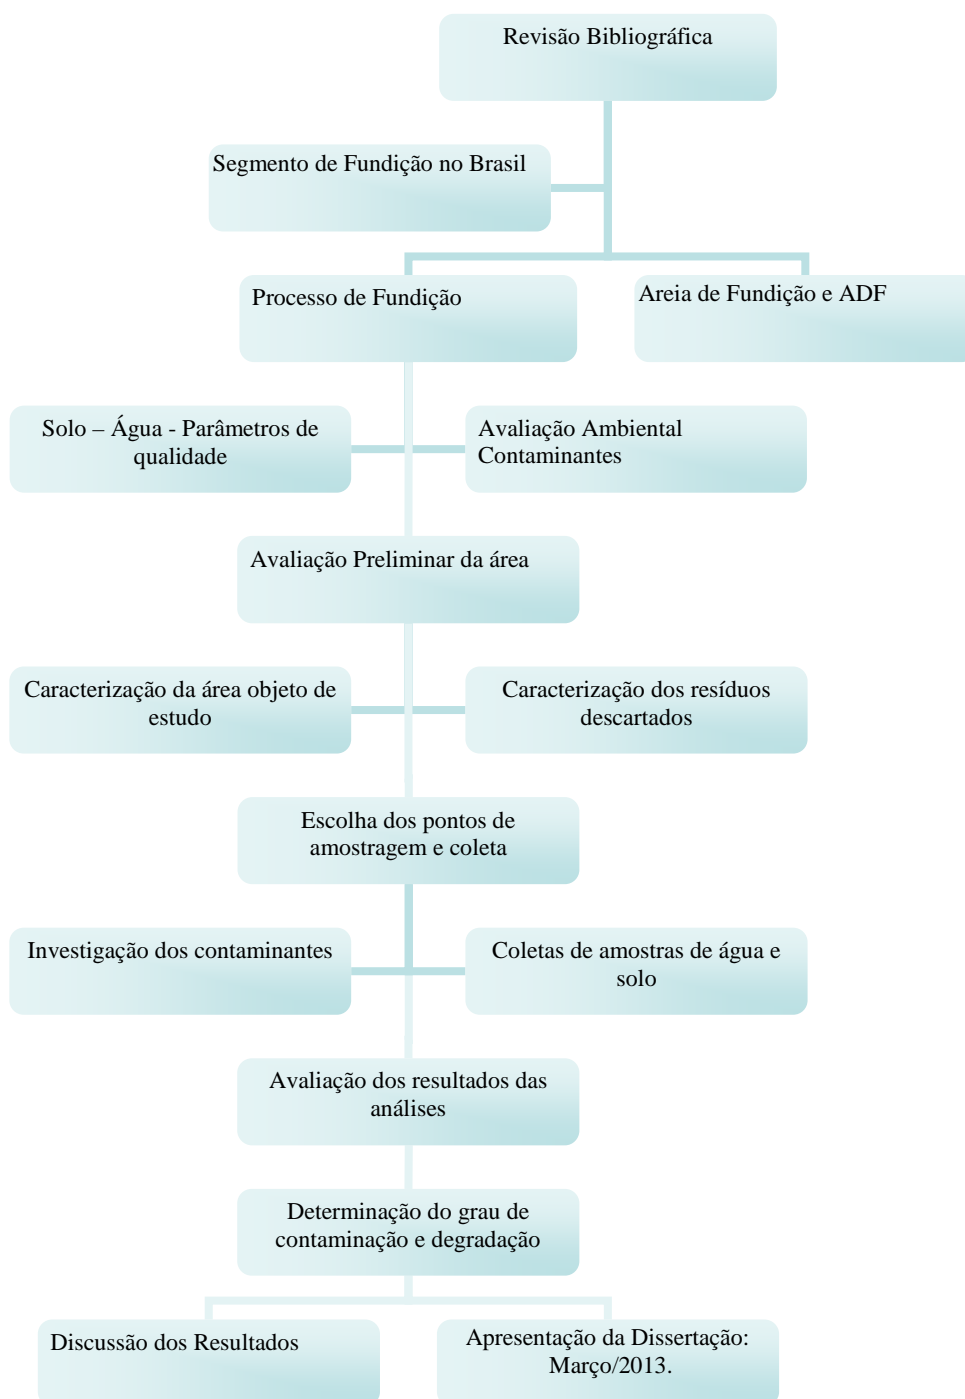 Revisão Bibliográfica
Segmento de Fundição no Brasil
Processo de Fundição
Areia de Fundição e ADF
Solo – Água - Parâmetros de
qualidade
Avaliação Ambiental
Contaminantes
Avaliação Preliminar da área
Caracterização da área objeto de
estudo
Caracterização dos resíduos
descartados
Escolha dos pontos de
amostragem e coleta
Investigação dos contaminantes
Coletas de amostras de água e
solo
Avaliação dos resultados das
análises
Determinação do grau de
contaminação e degradação
Discussão dos Resultados
Apresentação da Dissertação:
Março/2013.